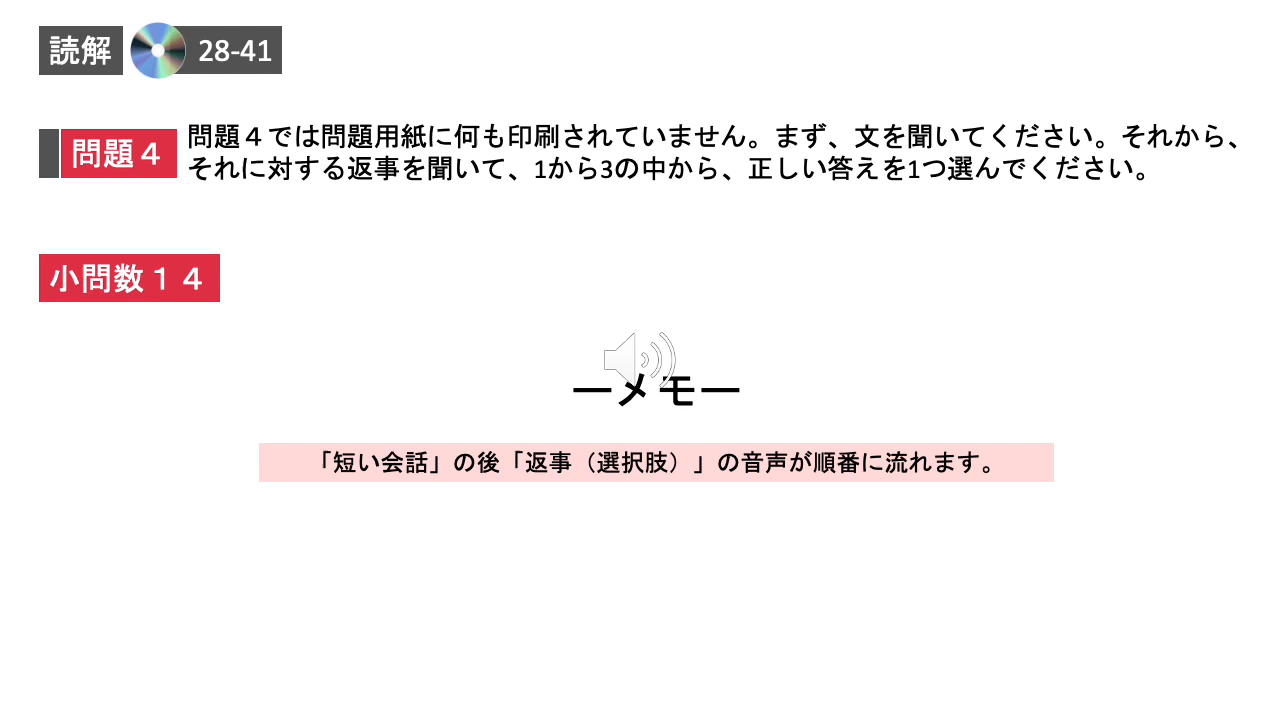 読解 28-41
問題４ 問題４では問題用紙に何も印刷されていません。まず、文を聞いてください。それから、
それに対する返事を聞いて、1から3の中から、正しい答えを1つ選んでください。
小問数１４
ーメモー
「短い会話」の後「返事（選択肢）」の音声が順番に流れます。